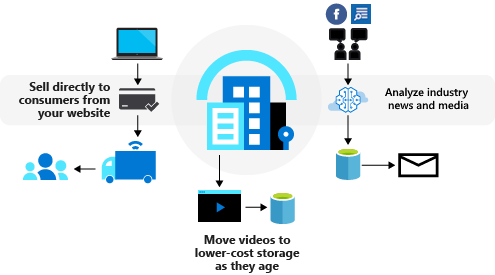 Sell directly to
consumers from
your website
Analyze industry
news and media
Move videos to
lower-cost storage
as they age